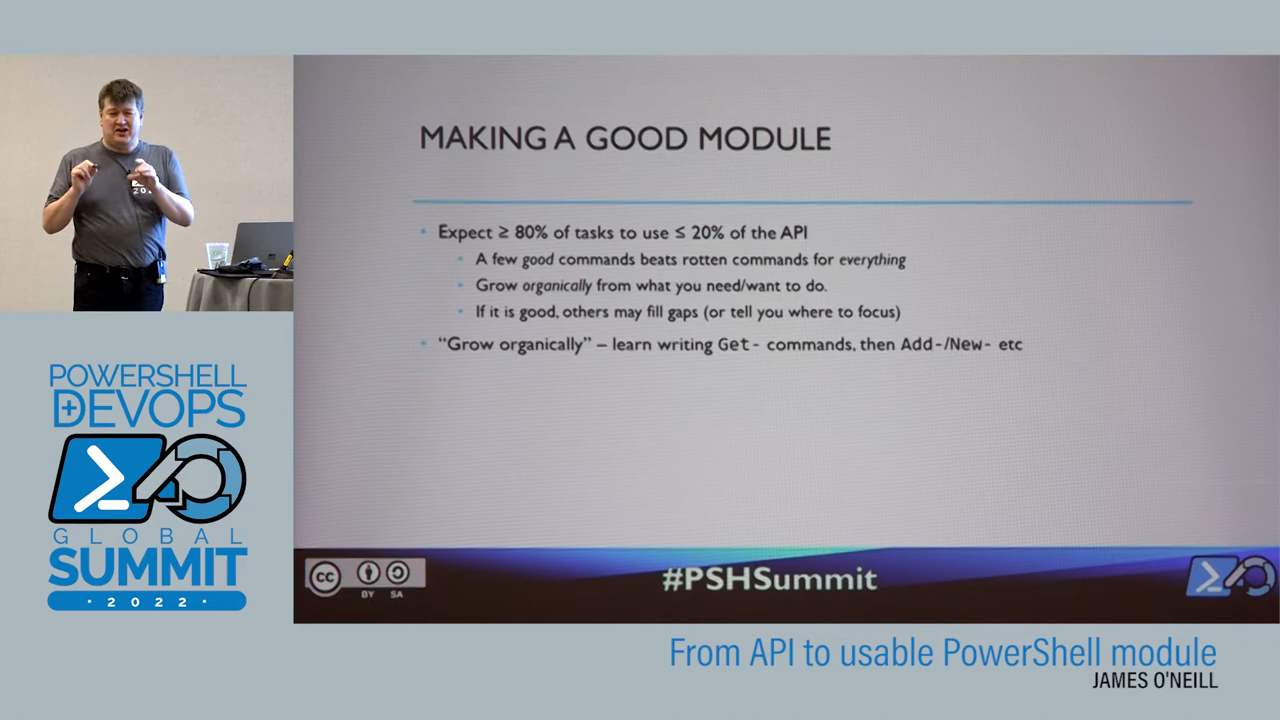 MAKING A GOOD MODULE
• Expect ≥ 80% of tasks to use ≤ 20% of the API
• A few good commands beats rotten commands for everything
• Grow organically from what you need/want to do.
• If it is good, others may fill gaps (or tell you where to focus)
• “Grow organically” – learn writing Get- commands, then Add-/New- etc
cc
BY SA
#PSHSummit
POWERSHELL
+DEVOPS
GLOBAL
SUMMIT
· 2022 ·
From API to usable PowerShell module
JAMES O'NEILL